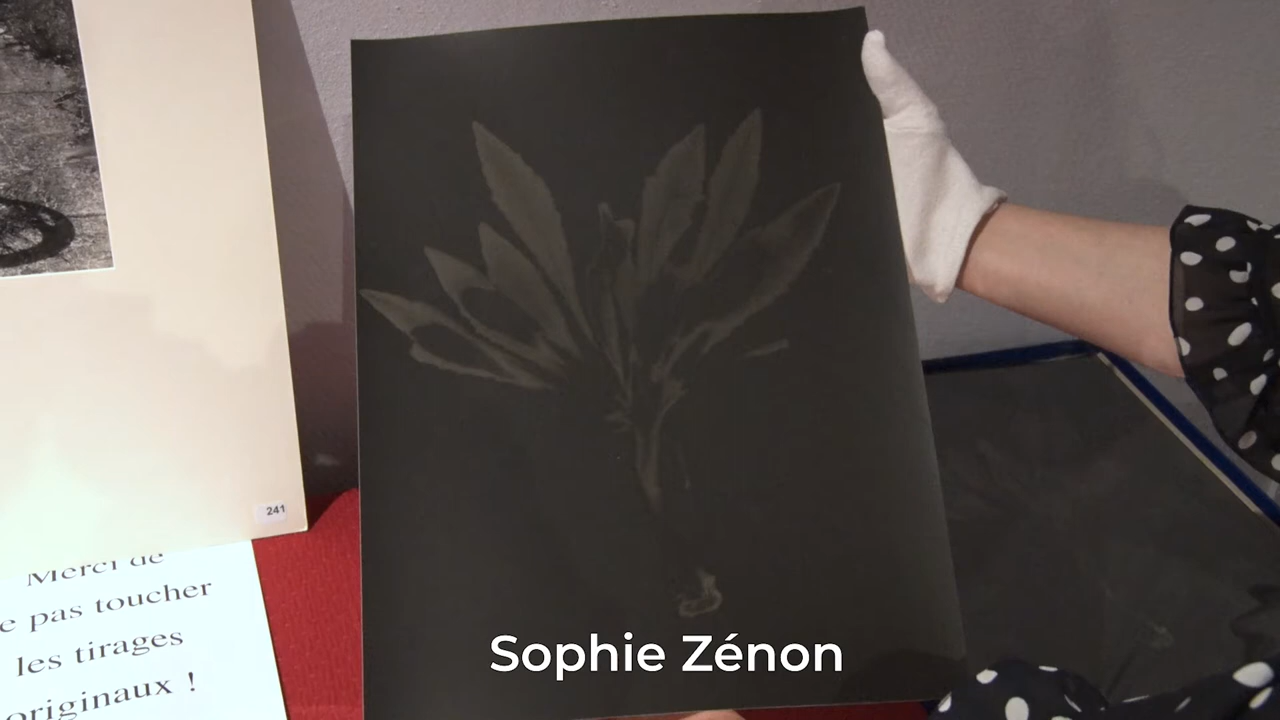 241
Merci de
e pas toucher
les tirages
originaux !
Sophie Zénon